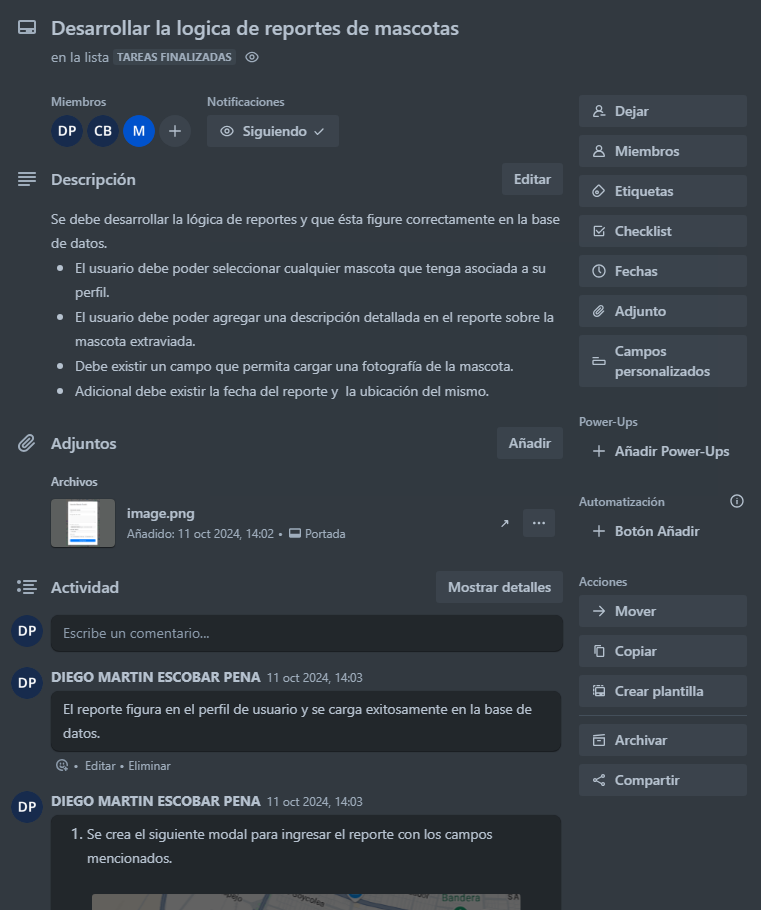 Desarrollar la logica de reportes de mascotas
en la lista TAREAS FINALIZADAS
Miembros
Notificaciones
DP CB M
Siguiendo
Descripción
Editar
Se debe desarrollar la lógica de reportes y que ésta figure correctamente en la base
de datos.
El usuario debe poder seleccionar cualquier mascota que tenga asociada a su
perfil.
El usuario debe poder agregar una descripción detallada en el reporte sobre la
mascota extraviada.
Debe existir un campo que permita cargar una fotografía de la mascota.
Adicional debe existir la fecha del reporte y la ubicación del mismo.
Adjuntos
Añadir
Archivos
image.png
Añadido: 11 oct 2024, 14:02 • Portada
Actividad
Mostrar detalles
DP
Escribe un comentario...
DP
DIEGO MARTIN ESCOBAR PENA 11 oct 2024, 14:03
El reporte figura en el perfil de usuario y se carga exitosamente en la base de
datos.
• Editar • Eliminar
DP
DIEGO MARTIN ESCOBAR PENA 11 oct 2024, 14:03
1. Se crea el siguiente modal para ingresar el reporte con los campos
mencionados.
Bandera
Dejar
Miembros
Etiquetas
Checklist
Fechas
Adjunto
Campos
personalizados
Power-Ups
Añadir Power-Ups
Automatización
Botón Añadir
Acciones
Mover
Copiar
Crear plantilla
Archivar
Compartir